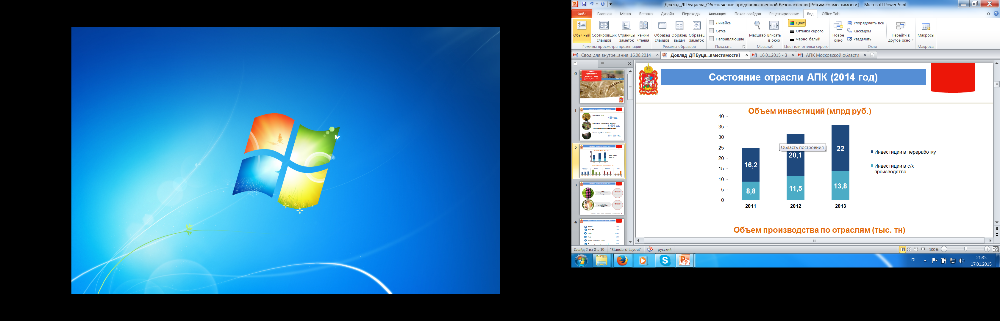 Доклад_ДПБуцаева_Обеспечение продовольственной безопасности [Режим совместимости] - Microsoft PowerPoint
Файл Главная Меню Вставка Дизайн Переходы Анимация Показ слайдов Рецензирование Вид Office Tab
Обычный
Сортировщик слайдов
Страницы заметок
Режим чтения
Режимы просмотра презентации
Образец слайдов
Образец выдач
Образец заметок
Режимы образцов
Линейка
Сетка
Направляющие
Показать
Масштаб
Вписать в окно
Масштаб
Цвет
Оттенки серого
Черно-белый
Цвет или оттенки серого
Новое окно
Упорядочить все
Каскадом
Разделить
Перейти в другое окно
Окно
Макросы
Макросы
Свод_для внутре...ания_16.08.2014
Доклад_ДПБуца...вместимости]
16.01.2015 - 3
АПК Московской области
0
1
480 ед.
6 000 ед.
591 000 ед.
2
3
4
Состояние отрасли АПК (2014 год)
Объем инвестиций (млрд руб.)
40
35
30
25
20
15
10
5
0
16,2
8,8
Область построения
20,1
11,5
22
13,8
2011 2012 2013
Инвестиции в переработку
Инвестиции в с/х
производство
Объем производства по отраслям (тыс. тн)
Слайд 2 из 0 .. 19 "Standard Layout" русский 100%
RU
21:35
17.01.2015